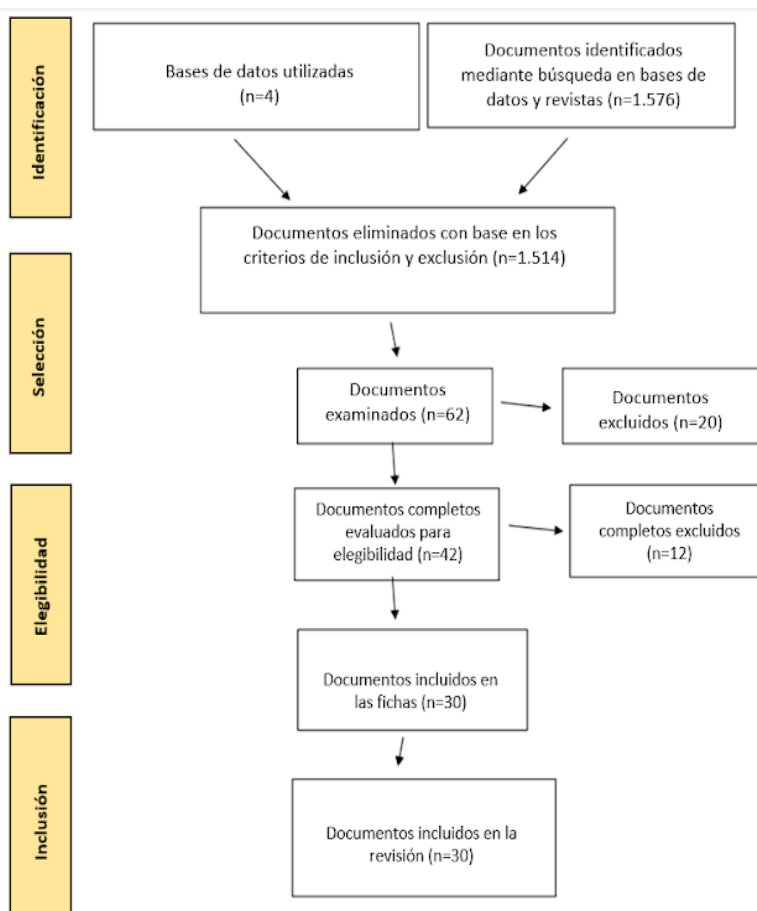 Identificación
Bases de datos utilizadas
(n=4)
Documentos identificados
mediante búsqueda en bases de
datos y revistas (n=1.576)
Documentos eliminados con base en los
criterios de inclusión y exclusión (n=1.514)
Selección
Documentos
examinados (n=62)
Documentos
excluidos (n=20)
Elegibilidad
Documentos completos
evaluados para
elegibilidad (n=42)
Documentos
completos excluidos
(n=12)
Documentos incluidos en
las fichas (n=30)
Inclusión
Documentos incluidos en la
revisión (n=30)